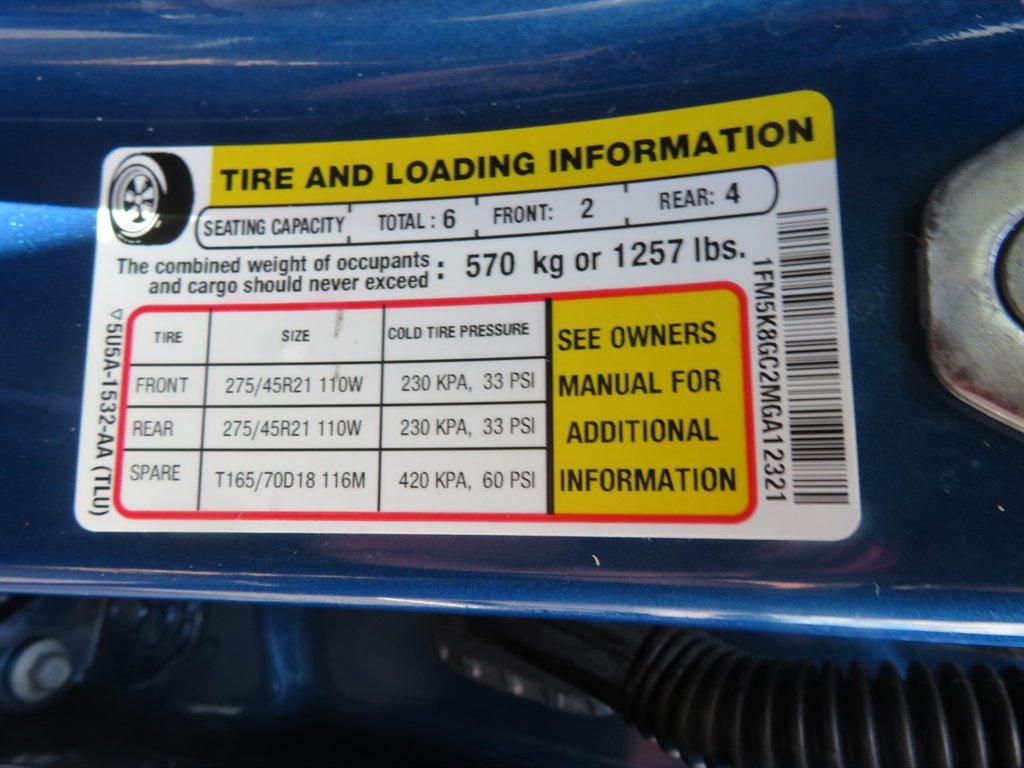 TIRE AND LOADING INFORMATION
SEATING CAPACITY TOTAL : 6 FRONT: 2 REAR: 4
The combined weight of occupants
and cargo should never exceed : 570 kg or 1257 lbs.
TIRE SIZE COLD TIRE PRESSURE
FRONT 275/45R21 110W 230 KPA, 33 PSI
REAR 275/45R21 110W 230 KPA, 33 PSI
SPARE T165/70D18 116M 420 KPA, 60 PSI
SEE OWNERS
MANUAL FOR
ADDITIONAL
INFORMATION
▽5U5A-1532-AA (TLU)
1FM5K8GC2MGA12321